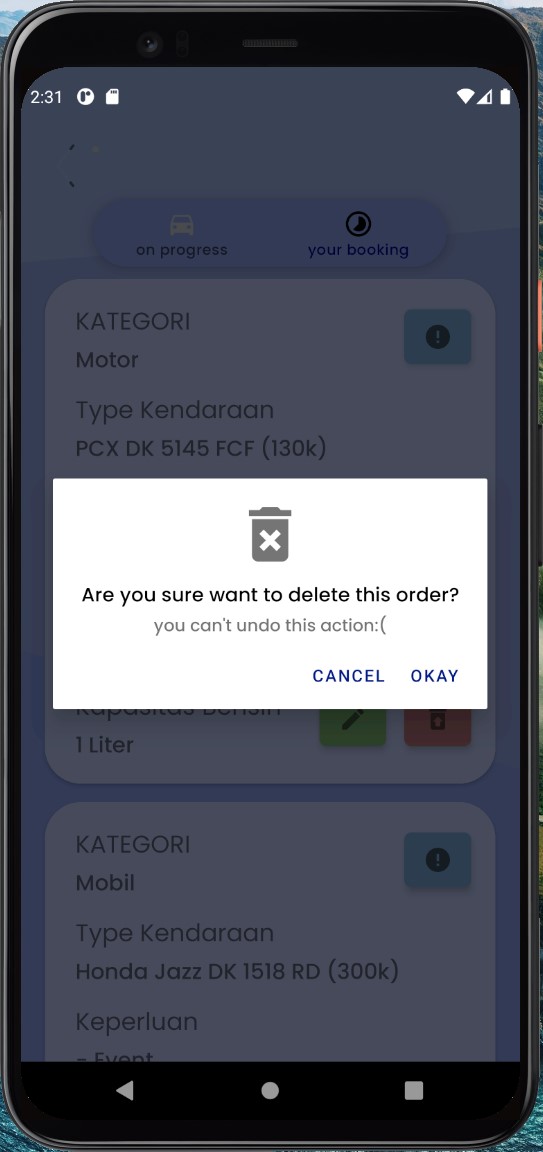 2:31
on progress
your booking
KATEGORI
Motor
Type Kendaraan
PCX DK 5145 FCF (130k)
Are you sure want to delete this order?
you can't undo this action:(
CANCEL OKAY
Kapasitas Bensin
1 Liter
KATEGORI
Mobil
Type Kendaraan
Honda Jazz DK 1518 RD (300k)
Keperluan
- Event